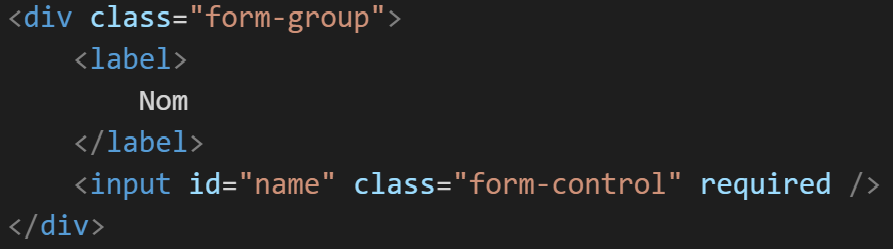 <div class="form-group">
    <label>
        Nom
    </label>
    <input id="name" class="form-control" required />
</div>